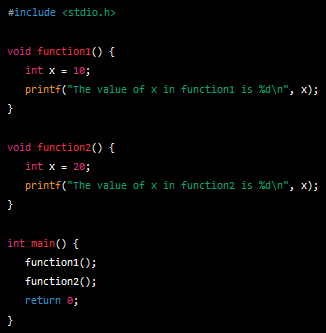 #include <stdio.h>
void function1() {
int x = 10;
printf("The value of x in function1 is %d\n", x);
}
void function2() {
int x = 20;
printf("The value of x in function2 is %d\n", x);
}
int main() {
function1();
function2();
return 0;
}